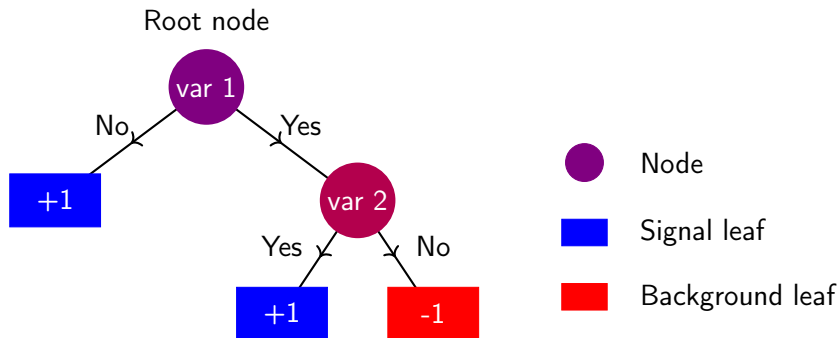 Root node
var 1
No
Yes
+1
var 2
Yes
No
+1
-1
Node
Signal leaf
Background leaf